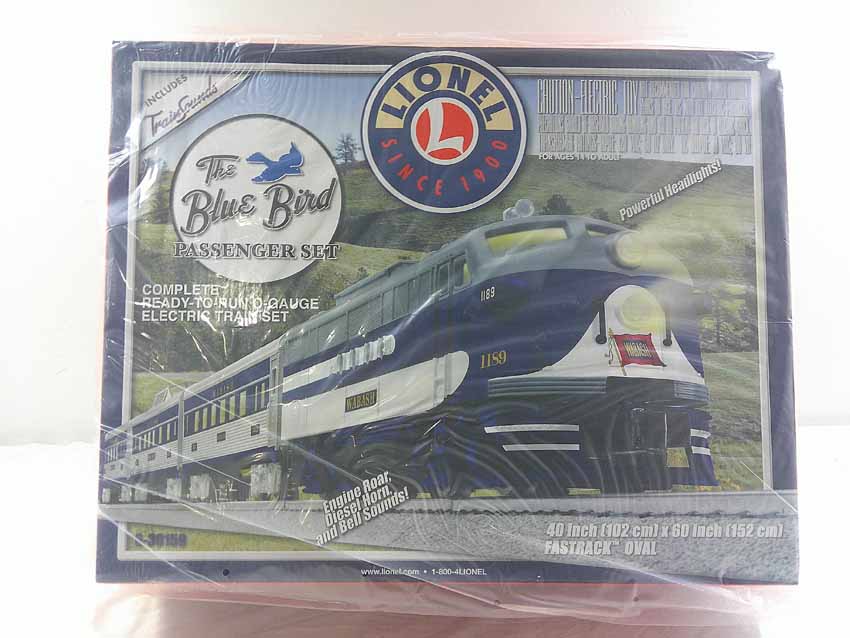 INCLUDES
TrainSounds
LIONEL
SINCE 1900
CAUTION-ELECTRIC TOY
FOR AGES 14 TO ADULT
The
Blue Bird
PASSENGER SET
COMPLETE
READY-TO-RUN O-GAUGE
ELECTRIC TRAIN SET
Powerful Headlights!
1189
1189
WABASH
WABASH
WABASH
Engine Roar,
Diesel Horn,
and Bell Sounds!
40 inch (102 cm) x 60 inch (152 cm)
FASTRACK™ OVAL
6-30159
www.lionel.com • 1-800-4LIONEL